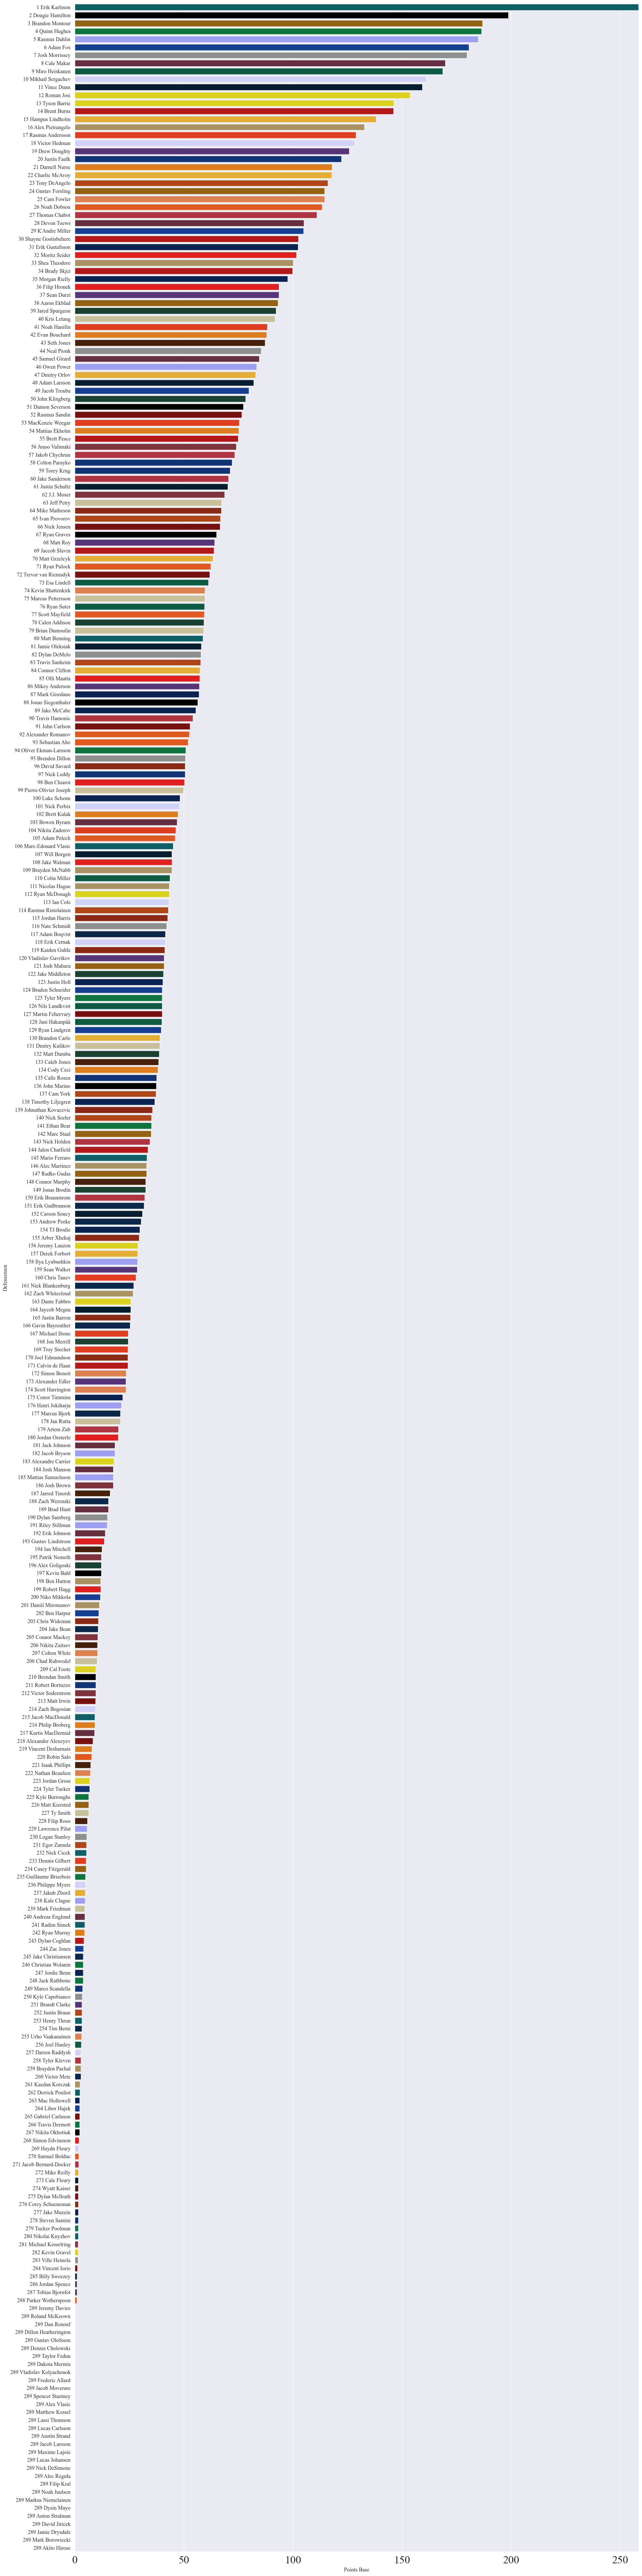 1 Erik Karlsson
2 Dougie Hamilton
3 Brandon Montour
4 Quinn Hughes
5 Rasmus Dahlin
6 Adam Fox
7 Josh Morrissey
8 Cale Makar
9 Miro Heiskanen
10 Mikhail Sergachev
11 Vince Dunn
12 Roman Josi
13 Tyson Barrie
14 Brent Burns
15 Hampus Lindholm
16 Alex Pietrangelo
17 Rasmus Andersson
18 Victor Hedman
19 Drew Doughty
20 Justin Faulk
21 Darnell Nurse
22 Charlie McAvoy
23 Tony DeAngelo
24 Gustav Forsling
25 Cam Fowler
26 Noah Dobson
27 Thomas Chabot
28 Devon Toews
29 K'Andre Miller
30 Shayne Gostisbehere
31 Erik Gustafsson
32 Moritz Seider
33 Shea Theodore
34 Brady Skjei
35 Morgan Rielly
36 Filip Hronek
37 Sean Durzi
38 Aaron Ekblad
39 Jared Spurgeon
40 Kris Letang
41 Noah Hanifin
42 Evan Bouchard
43 Seth Jones
44 Neal Pionk
45 Samuel Girard
46 Owen Power
47 Dmitry Orlov
48 Adam Larsson
49 Jacob Trouba
50 John Klingberg
51 Damon Severson
52 Rasmus Sandin
53 MacKenzie Weegar
54 Mattias Ekholm
55 Brett Pesce
56 Juuso Valimaki
57 Jakob Chychrun
58 Colton Parayko
59 Torey Krug
60 Jake Sanderson
61 Justin Schultz
62 J.J. Moser
63 Jeff Petry
64 Mike Matheson
65 Ivan Provorov
66 Nick Jensen
67 Ryan Graves
68 Matt Roy
69 Jaccob Slavin
70 Matt Grzelcyk
71 Ryan Pulock
72 Trevor van Riemsdyk
73 Esa Lindell
74 Kevin Shattenkirk
75 Marcus Pettersson
76 Ryan Suter
77 Scott Mayfield
78 Calen Addison
79 Brian Dumoulin
80 Matt Benning
81 Jamie Oleksiak
82 Dylan DeMelo
83 Travis Sanheim
84 Connor Clifton
85 Olli Maatta
86 Mikey Anderson
87 Mark Giordano
88 Jonas Siegenthaler
89 Jake McCabe
90 Travis Hamonic
91 John Carlson
92 Alexander Romanov
93 Sebastian Aho
94 Oliver Ekman-Larsson
95 Brenden Dillon
96 David Savard
97 Nick Leddy
98 Ben Chiarot
99 Pierre-Olivier Joseph
100 Luke Schenn
101 Nick Perbix
102 Brett Kulak
103 Bowen Byram
104 Nikita Zadorov
105 Adam Pelech
106 Marc-Edouard Vlasic
107 Will Borgen
108 Jake Walman
109 Brayden McNabb
110 Colin Miller
111 Nicolas Hague
112 Ryan McDonagh
113 Ian Cole
114 Rasmus Ristolainen
115 Jordan Harris
116 Nate Schmidt
117 Adam Boqvist
118 Erik Cernak
119 Kaiden Guhle
120 Vladislav Gavrikov
121 Josh Mahura
122 Jake Middleton
123 Justin Holl
124 Braden Schneider
125 Tyler Myers
126 Nils Lundkvist
127 Martin Fehervary
128 Jani Hakanpää
129 Ryan Lindgren
130 Brandon Carlo
131 Dmitry Kulikov
132 Matt Dumba
133 Caleb Jones
134 Cody Ceci
135 Calle Rosen
136 John Marino
137 Cam York
138 Timothy Liljegren
139 Johnathan Kovacevic
140 Nick Seeler
141 Ethan Bear
142 Marc Staal
143 Nick Holden
144 Jalen Chatfield
145 Mario Ferraro
146 Alec Martinez
147 Radko Gudas
148 Connor Murphy
149 Jonas Brodin
150 Erik Brannstrom
151 Erik Gudbranson
152 Carson Soucy
153 Andrew Peeke
154 TJ Brodie
155 Arber Xhekaj
156 Jeremy Lauzon
157 Derek Forbort
158 Ilya Lyubushkin
159 Sean Walker
160 Chris Tanev
161 Nick Blankenburg
162 Zach Whitecloud
163 Dante Fabbro
164 Jaycob Megna
165 Justin Barron
166 Gavin Bayreuther
167 Michael Stone
168 Jon Merrill
169 Troy Stecher
170 Joel Edmundson
171 Calvin de Haan
172 Simon Benoit
173 Alexander Edler
174 Scott Harrington
175 Conor Timmins
176 Henri Jokiharju
177 Marcus Bjork
178 Jan Rutta
179 Artem Zub
180 Jordan Oesterle
181 Jack Johnson
182 Jacob Bryson
183 Alexandre Carrier
184 Josh Manson
185 Mattias Samuelsson
186 Josh Brown
187 Jarred Tinordi
188 Zach Werenski
189 Brad Hunt
190 Dylan Samberg
191 Riley Stillman
192 Erik Johnson
193 Gustav Lindstrom
194 Ian Mitchell
195 Patrik Nemeth
196 Alex Goligoski
197 Kevin Bahl
198 Ben Hutton
199 Robert Hagg
200 Niko Mikkola
201 Daniil Miromanov
202 Ben Harpur
203 Chris Wideman
204 Jake Bean
205 Connor Mackey
206 Nikita Zaitsev
207 Colton White
208 Chad Ruhwedel
209 Cal Foote
210 Brendan Smith
211 Robert Bortuzzo
212 Victor Soderstrom
213 Matt Irwin
214 Zach Bogosian
215 Jacob MacDonald
216 Philip Broberg
217 Kurtis MacDermid
218 Alexander Alexeyev
219 Vincent Desharnais
220 Robin Salo
221 Isaak Phillips
222 Nathan Beaulieu
223 Jordan Gross
224 Tyler Tucker
225 Kyle Burroughs
226 Matt Kiersted
227 Ty Smith
228 Filip Roos
229 Lawrence Pilut
230 Logan Stanley
231 Egor Zamula
232 Nick Cicek
233 Dennis Gilbert
234 Casey Fitzgerald
235 Guillaume Brisebois
236 Philippe Myers
237 Jakub Zboril
238 Kale Clague
239 Mark Friedman
240 Andreas Englund
241 Radim Simek
242 Ryan Murray
243 Dylan Coghlan
244 Zac Jones
245 Jake Christiansen
246 Christian Wolanin
247 Jordie Benn
248 Jack Rathbone
249 Marco Scandella
250 Kyle Capobianco
251 Brandt Clarke
252 Justin Braun
253 Henry Thrun
254 Tim Berni
255 Urho Vaakanainen
256 Joel Hanley
257 Darren Raddysh
258 Tyler Kleven
259 Brayden Pachal
260 Victor Mete
261 Kaedan Korczak
262 Derrick Pouliot
263 Mac Hollowell
264 Libor Hajek
265 Gabriel Carlsson
266 Travis Dermott
267 Nikita Okhotiuk
268 Simon Edvinsson
269 Haydn Fleury
270 Samuel Bolduc
271 Jacob Bernard-Docker
272 Mike Reilly
273 Cale Fleury
274 Wyatt Kaiser
275 Dylan McIlrath
276 Corey Schueneman
277 Jake Muzzin
278 Steven Santini
279 Tucker Poolman
280 Nikolai Knyzhov
281 Michael Kesselring
282 Kevin Gravel
283 Ville Heinola
284 Vincent Iorio
285 Billy Sweezey
286 Jordan Spence
287 Tobias Bjornfot
288 Parker Wotherspoon
289 Jeremy Davies
289 Roland McKeown
289 Dan Renouf
289 Dillon Heatherington
289 Gustav Olofsson
289 Dennis Cholowski
289 Taylor Fedun
289 Dakota Mermis
289 Vladislav Kolyachonok
289 Frederic Allard
289 Jacob Moverare
289 Spencer Stastney
289 Alex Vlasic
289 Matthew Kessel
289 Lassi Thomson
289 Lucas Carlsson
289 Austin Strand
289 Jacob Larsson
289 Maxime Lajoie
289 Lucas Johansen
289 Nick DeSimone
289 Alec Regula
289 Filip Kral
289 Noah Juulsen
289 Markus Niemelainen
289 Dysin Mayo
289 Anton Stralman
289 David Jiricek
289 Jamie Drysdale
289 Mark Borowiecki
289 Akito Hirose
Defensemen
0 50 100 150 200 250
Points Base